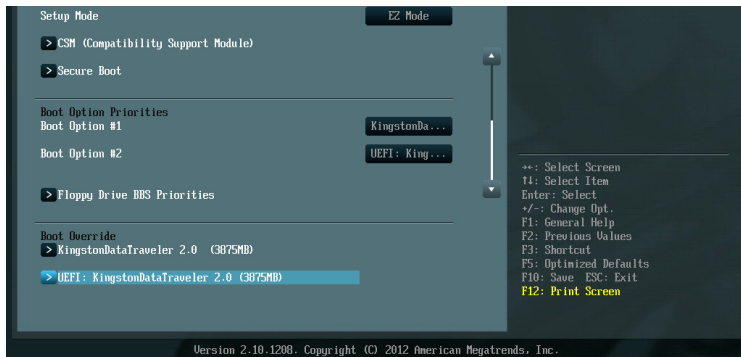 Setup Mode EZ Mode
> CSM (Compatibility Support Module)
> Secure Boot
Boot Option Priorities
Boot Option #1 KingstonDa...
Boot Option #2 UEFI: King...
> Floppy Drive BBS Priorities
Boot Override
> KingstonDataTraveler 2.0 (3875MB)
> UEFI: KingstonDataTraveler 2.0 (3875MB)
→←: Select Screen
↑↓: Select Item
Enter: Select
+/-: Change Opt.
F1: General Help
F2: Previous Values
F3: Shortcut
F5: Optimized Defaults
F10: Save ESC: Exit
F12: Print Screen
Version 2.10.1208. Copyright (C) 2012 American Megatrends, Inc.